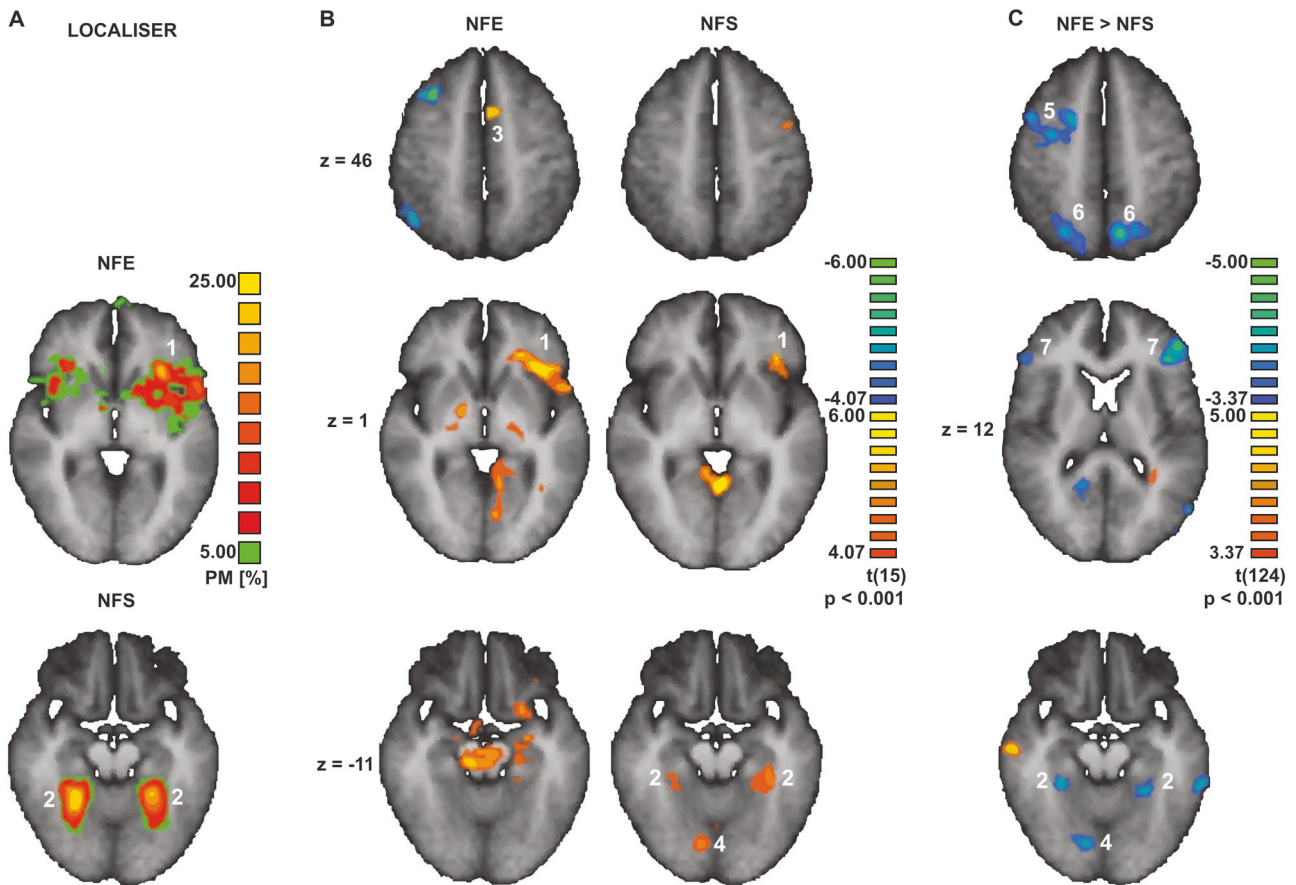 A
LOCALISER
NFE
25.00
1
5.00
PM [%]
NFS
2
2
B
NFE
NFS
z = 46
3
z = 1
1
1
-6.00
-4.07
6.00
4.07
t(15)
p < 0.001
z = -11
2
2
4
C
NFE > NFS
5
6
6
-5.00
-3.37
5.00
3.37
t(124)
p < 0.001
z = 12
7
7
2
2
4